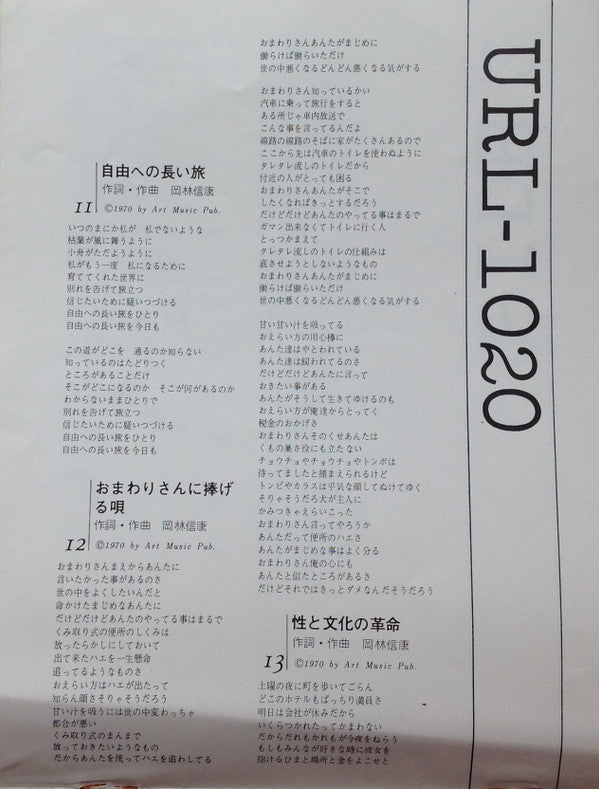 URL-1020
11
自由への長い旅
作詞・作曲 岡林信康
©1970 by Art Music Pub.
いつのまにか私が 私でないような
枯葉が風に舞うように
小舟がただようように
私がもう一度 私になるために
育ててくれた世界に
別れを告げて旅立つ
信じたいために疑いつづける
自由への長い旅をひとり
自由への長い旅を今日も
この道がどこを 通るのか知らない
知っているのはたどりつく
ところがあることだけ
そこがどこになるのか そこが何があるのか
わからないままひとりで
別れを告げて旅立つ
信じたいために疑いつづける
自由への長い旅をひとり
自由への長い旅を今日も
12
おまわりさんに捧げ
る唄
作詞・作曲 岡林信康
©1970 by Art Music Pub.
おまわりさんまえからあんたに
言いたかった事があるのさ
世の中をよくしたいんだと
命かけたまじめなあんたに
だけどだけどあんたのやってる事はまるで
くみ取り式の便所のしくみは
放ったらかしにしておいて
出て来たハエを一生懸命
追ってるようなものさ
おえらい方はハエが出たって
知らん顔さそりゃそうだろう
甘い汁を吸うには世の中変わっちゃ
都合が悪い
くみ取り式のまんまで
放っておきたいようなもの
だからあんたを使ってハエを追わしてる
おまわりさんあんたがまじめに
働らけば働らいただけ
世の中悪くなるどんどん悪くなる気がする
おまわりさん知っているかい
汽車に乗って旅行をすると
ある所じゃ車内放送で
こんな事を言ってるんだよ
線路の線路のそばに家がたくさんあるので
ここから先は汽車のトイレを使わぬように
タレタレ流しのトイレだから
付近の人がとっても困る
おまわりさんあんたがそこで
したくなればきっとするだろう
だけどだけどあんたのやってる事はまるで
ガマン出来なくてトイレに行く人
とっつかまえて
タレタレ流しのトイレの仕組みは
直させようとしないようなもの
おまわりさんあんたがまじめに
働らけば働らいただけ
世の中悪くなるどんどん悪くなる気がする
甘い甘い汁を吸ってる
おえらい方の用心棒に
あんた達はやとわれている
あんた達は飼われてるのさ
だけどだけどあんたに言って
おきたい事がある
あんたがそうして生きてゆけるのも
おえらい方が俺達からとってく
税金のおかげさ
おまわりさんそのくせあんたは
くもの巣さ役にも立たない
チョウチョやチョウチョやトンボは
待ってましたと捕まえられるけど
トンビやカラスは平気な顔してぬけてゆく
そりゃそうだろ犬が主人に
かみつきゃえらいこった
おまわりさん言ってやろうか
あんただって便所のハエさ
あんたがまじめな事はよく分る
おまわりさん俺の心にも
あんたと似たところがあるさ
だけどそれではきっとダメなんだそうだろう
13
性と文化の革命
作詞・作曲 岡林信康
©1970 by Art Music Pub.
土曜の夜に町を歩いてごらん
どこのホテルもばっちり満員さ
明日は会社が休みだから
いくらつかれたってかまわない
だからだれもかれもが今夜をねらう
もしもみんなが好きな時に彼女を
抱けるひまと場所と金をよこせと